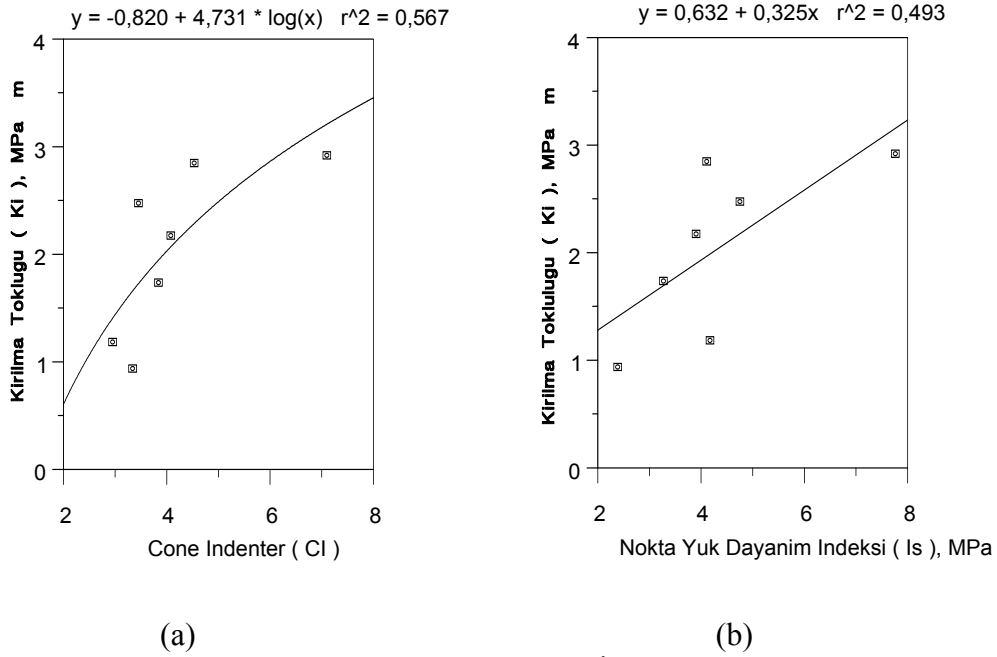 y = -0,820 + 4,731 * log(x) r^2 = 0,567
4
3
2
1
0
Kirilma Toklugu ( Ki ), MPa m
2 4 6 8
Cone Indenter ( CI )
(a)
y = 0,632 + 0,325x r^2 = 0,493
4
3
2
1
0
Kirilma Toklulugu ( Ki ), MPa m
2 4 6 8
Nokta Yuk Dayanim Indeksi ( Is ), MPa
(b)